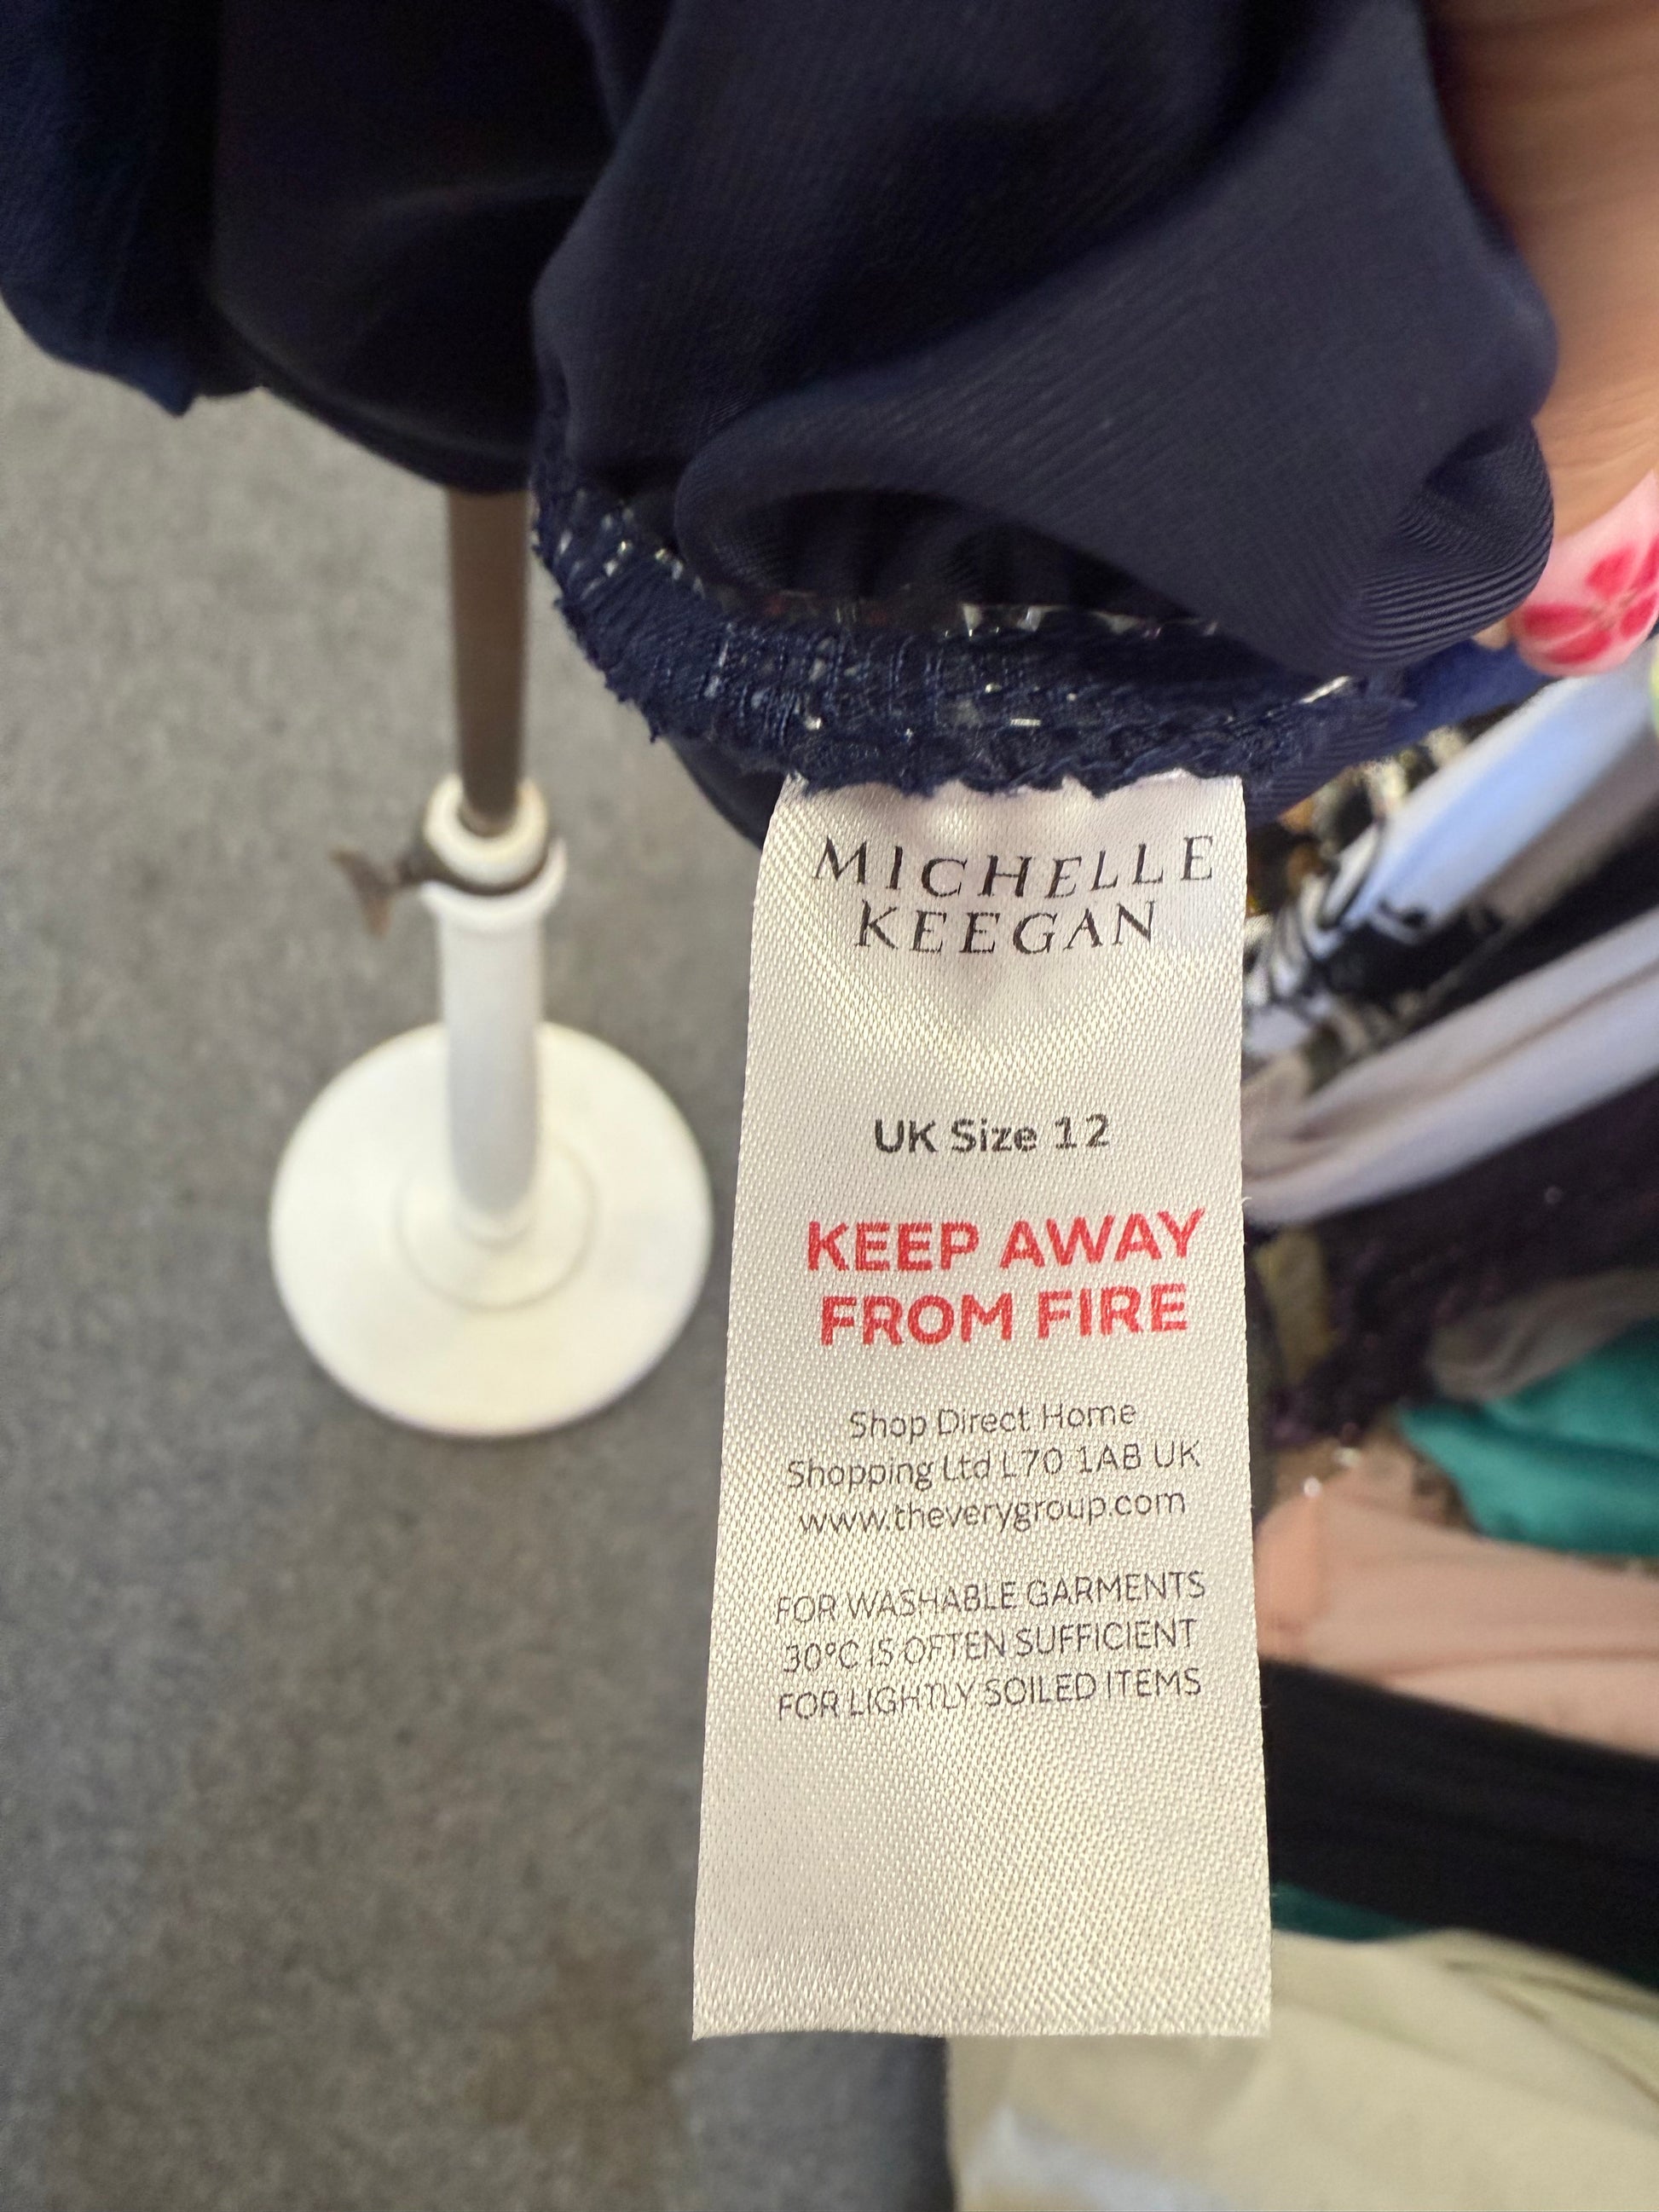 MICHELLE
KEEGAN
UK Size 12
KEEP AWAY
FROM FIRE
Shop Direct Home
Shopping Ltd L70 1AB UK
www.theverygroup.com
FOR WASHABLE GARMENTS
30°C IS OFTEN SUFFICIENT
FOR LIGHTLY SOILED ITEMS